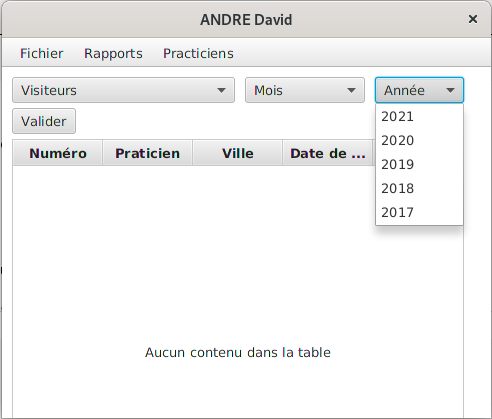 ANDRE David
Fichier Rapports Practiciens
Visiteurs Mois Année
Valider
2021
2020
2019
2018
2017
Numéro Praticien Ville Date de ...
Aucun contenu dans la table